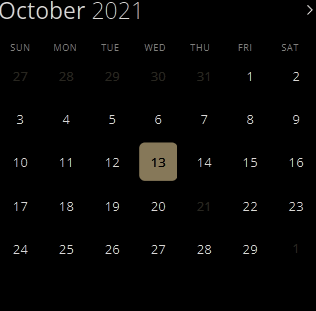 October 2021
SUN MON TUE WED THU FRI SAT
27 28 29 30 31 1 2
3 4 5 6 7 8 9
10 11 12 13 14 15 16
17 18 19 20 21 22 23
24 25 26 27 28 29 1